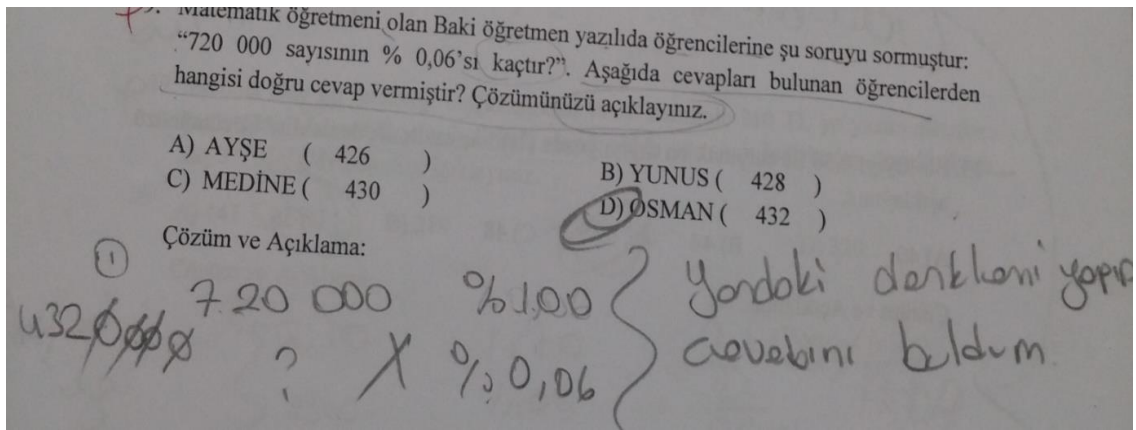 Matematik öğretmeni olan Baki öğretmen yazılıda öğrencilerine şu soruyu sormuştur:
“720 000 sayısının % 0,06’sı kaçtır?”. Aşağıda cevapları bulunan öğrencilerden
hangisi doğru cevap vermiştir? Çözümünüzü açıklayınız.
A) AYŞE ( 426 )
B) YUNUS ( 428 )
C) MEDİNE ( 430 )
D) OSMAN ( 432 )
Çözüm ve Açıklama:
1
720 000 %100
4320000
? X % 0,06
Yandaki denklemi yapıp
cevabını buldum.